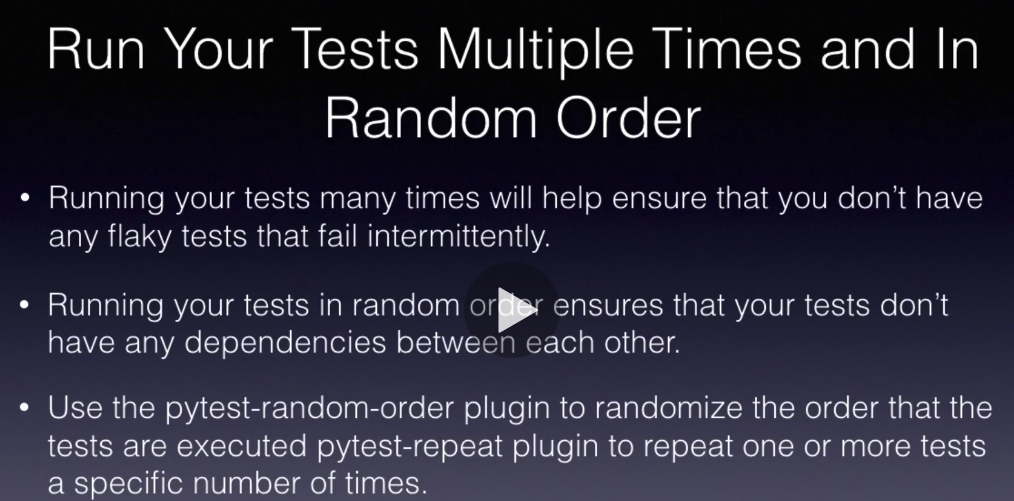 Run Your Tests Multiple Times and In
Random Order
• Running your tests many times will help ensure that you don't have
any flaky tests that fail intermittently.
• Running your tests in random order ensures that your tests don't
have any dependencies between each other.
• Use the pytest-random-order plugin to randomize the order that the
tests are executed pytest-repeat plugin to repeat one or more tests
a specific number of times.